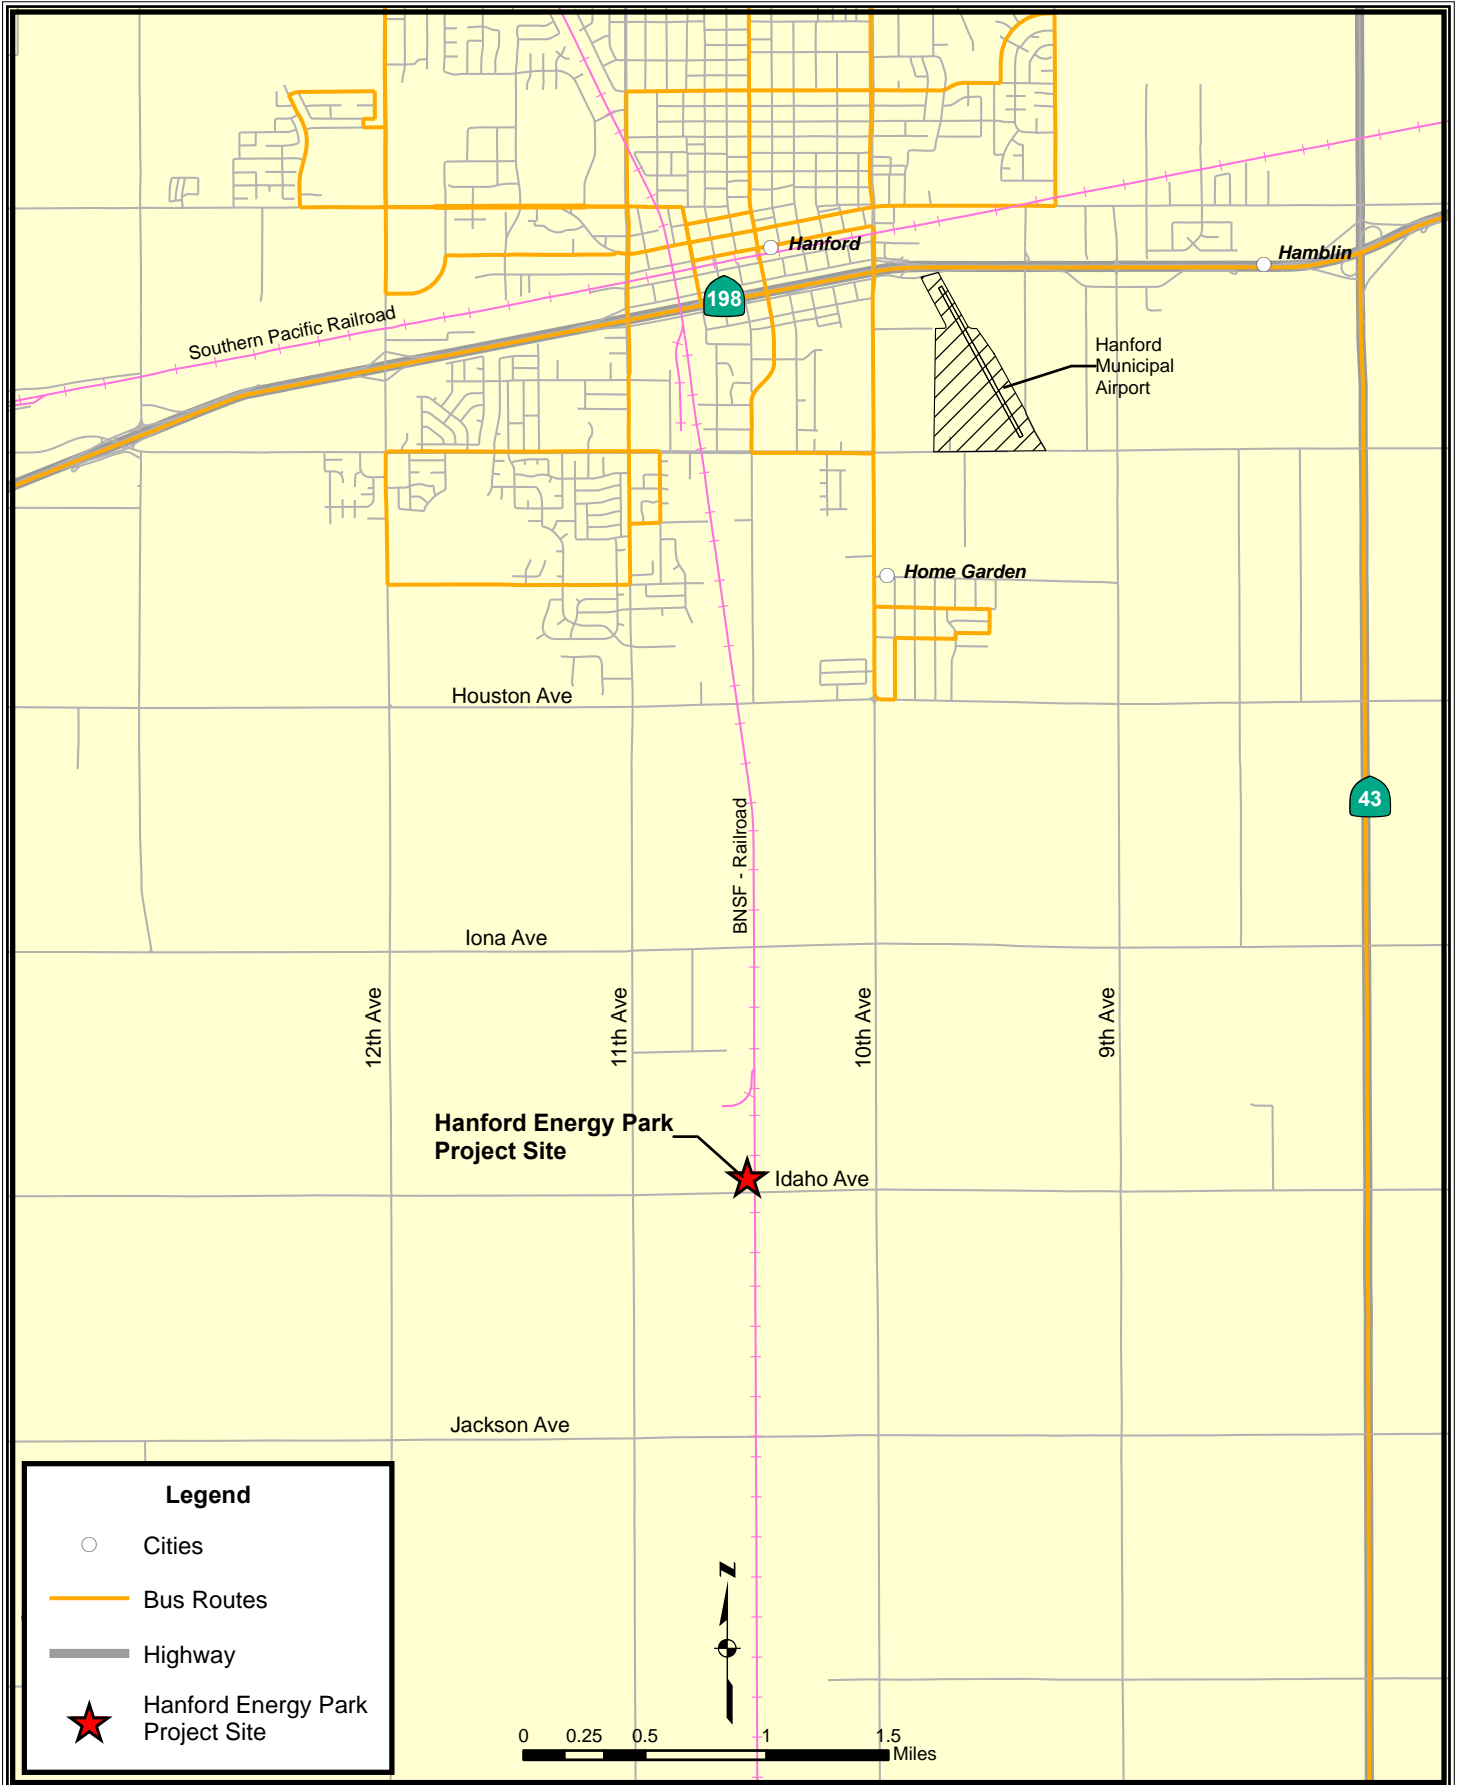 Hanford
Hamblin
198
Southern Pacific Railroad
Hanford
Municipal
Airport
Home Garden
Houston Ave
43
BNSF - Railroad
Iona Ave
12th Ave
11th Ave
10th Ave
9th Ave
Hanford Energy Park
Project Site
Idaho Ave
Jackson Ave
Legend
Cities
Bus Routes
Highway
Hanford Energy Park
Project Site
N
0 0.25 0.5 1 1.5
Miles